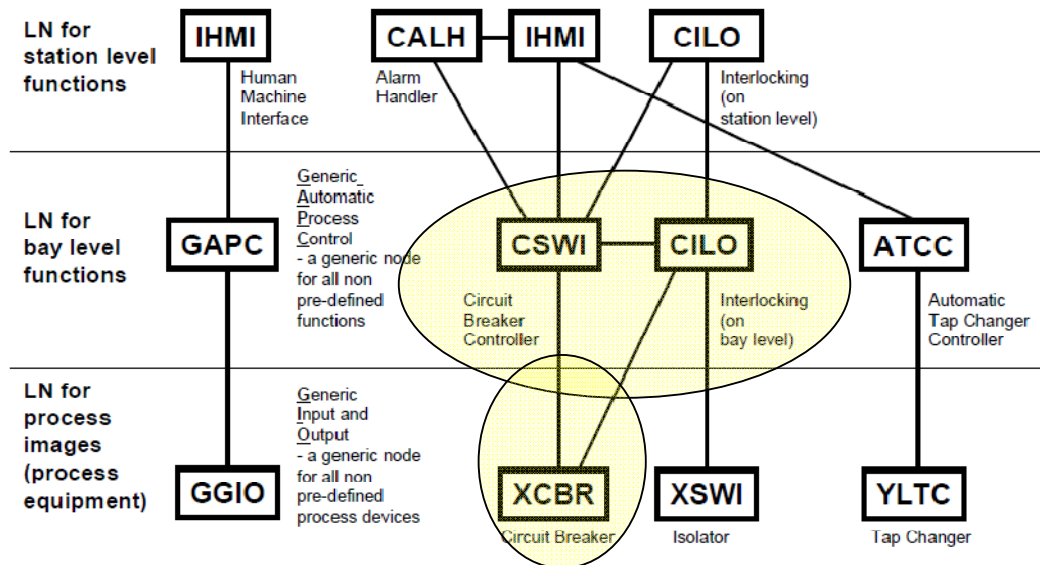 LN for
station level
functions
IHMI
Human
Machine
Interface
CALH
Alarm
Handler
IHMI
CILO
Interlocking
(on
station level)
LN for
bay level
functions
GAPC
Generic
Automatic
Process
Control
- a generic node
for all non
pre-defined
functions
CSWI
Circuit
Breaker
Controller
CILO
Interlocking
(on
bay level)
ATCC
Automatic
Tap Changer
Controller
LN for
process
images
(process
equipment)
GGIO
Generic
Input and
Output
- a generic node
for all non
pre-defined
process devices
XCBR
Circuit Breaker
XSWI
Isolator
YLTC
Tap Changer